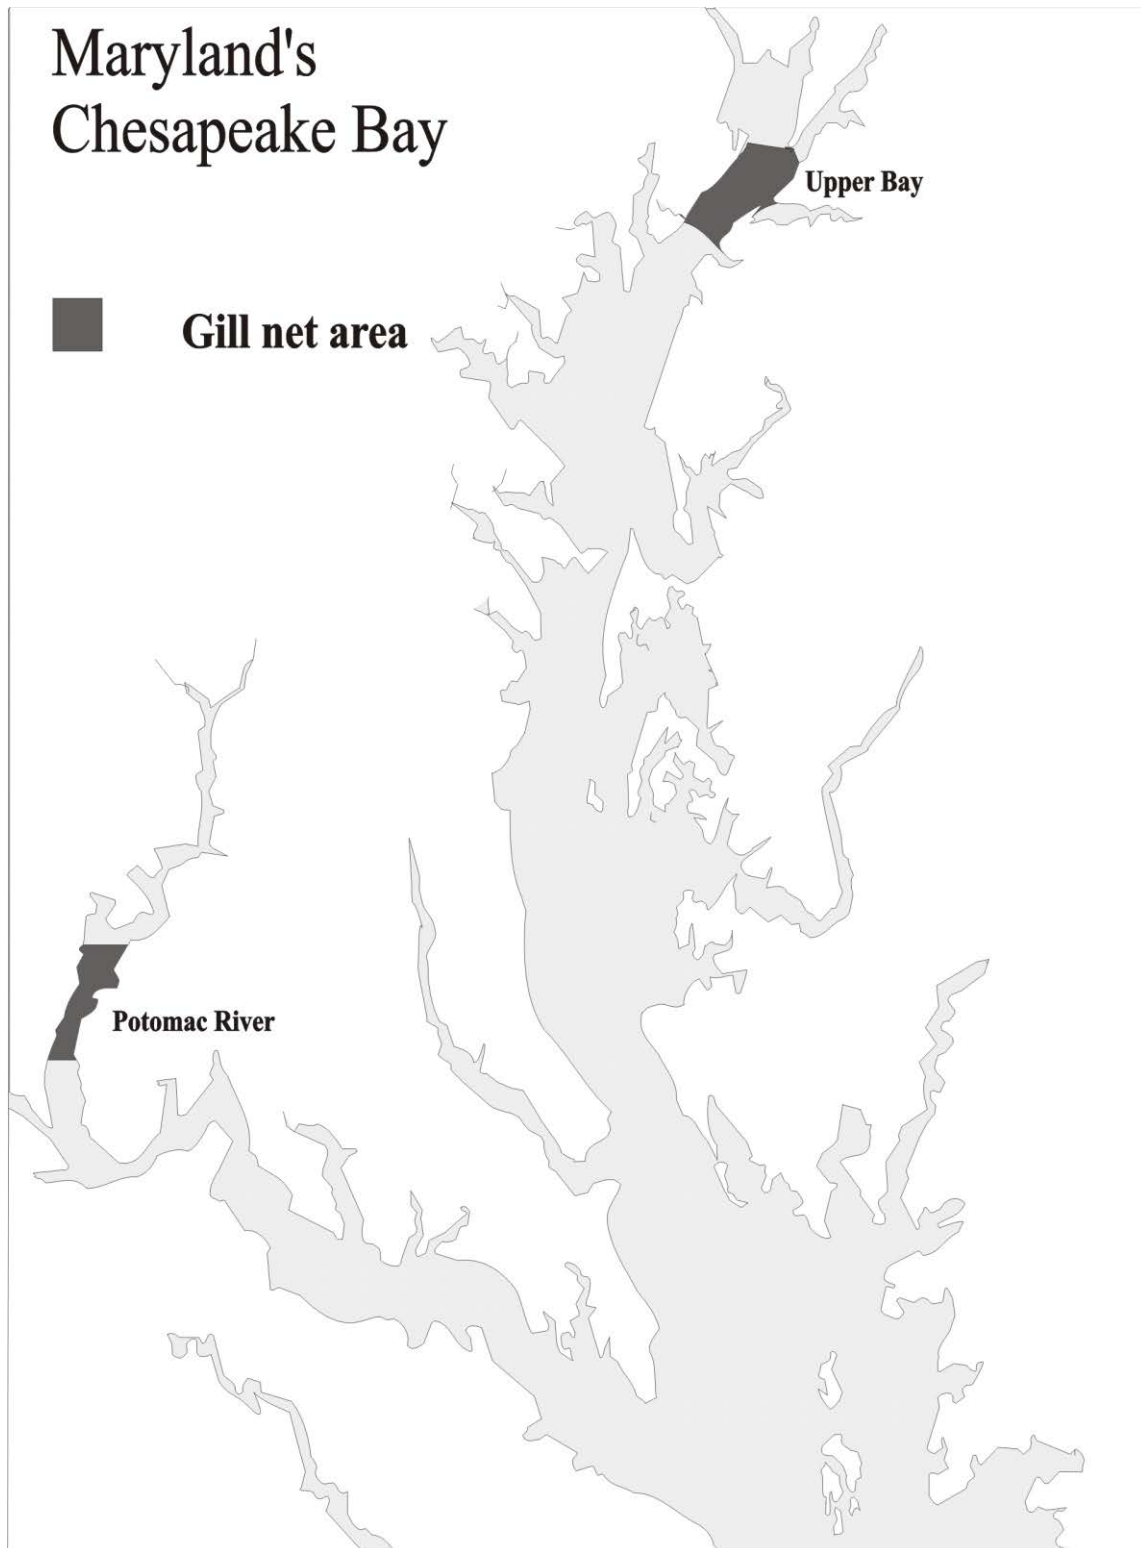 Maryland's
Chesapeake Bay
Upper Bay
Gill net area
Potomac River